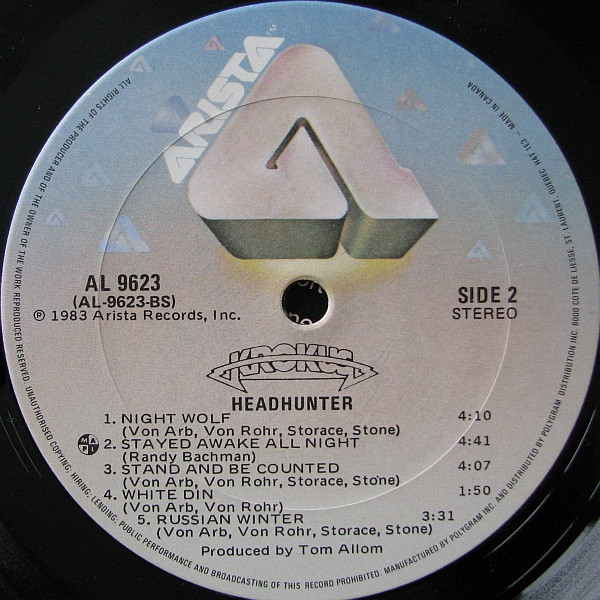 ARISTA™
ALL RIGHTS OF THE PRODUCER AND OF THE OWNER OF THE WORK REPRODUCED RESERVED. UNAUTHORISED COPYING, HIRING, LENDING, PUBLIC PERFORMANCE AND BROADCASTING OF THIS RECORD PROHIBITED. MANUFACTURED BY POLYGRAM INC. AND DISTRIBUTED BY POLYGRAM DISTRIBUTION INC. 6000 COTE DE LIESSE, ST. LAURENT, QUEBEC H4T 1E3 – MADE IN CANADA
AL 9623
(AL-9623-BS)
℗ 1983 Arista Records, Inc.
SIDE 2
STEREO
KROKUS
HEADHUNTER
1. NIGHT WOLF 4:10
(Von Arb, Von Rohr, Storace, Stone)
MAPL 2. STAYED AWAKE ALL NIGHT 4:41
(Randy Bachman)
3. STAND AND BE COUNTED 4:07
(Von Arb, Von Rohr, Storace, Stone)
4. WHITE DIN 1:50
(Von Arb, Von Rohr)
5. RUSSIAN WINTER 3:31
(Von Arb, Von Rohr, Storace, Stone)
Produced by Tom Allom